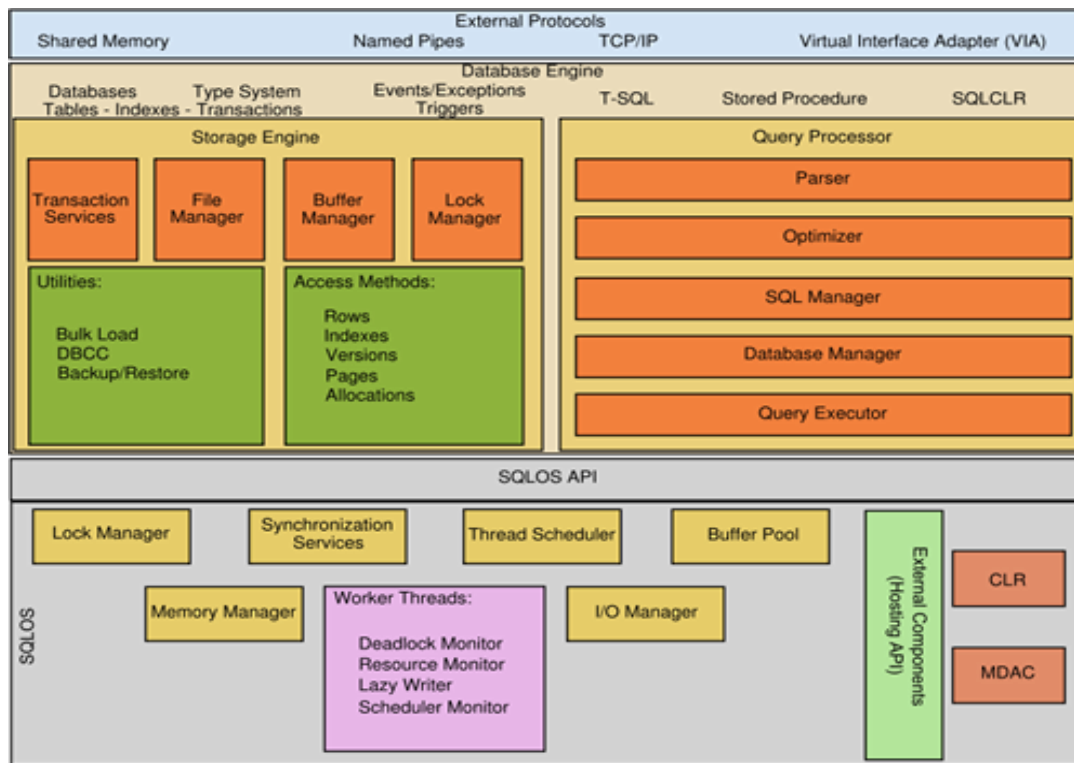 External Protocols
Shared Memory Named Pipes TCP/IP Virtual Interface Adapter (VIA)
Database Engine
Databases Type System Events/Exceptions T-SQL Stored Procedure SQLCLR
Tables - Indexes - Transactions Triggers
Storage Engine
Transaction
Services
File
Manager
Buffer
Manager
Lock
Manager
Utilities:
Bulk Load
DBCC
Backup/Restore
Access Methods:
Rows
Indexes
Versions
Pages
Allocations
Query Processor
Parser
Optimizer
SQL Manager
Database Manager
Query Executor
SQLOS API
SQLOS
Lock Manager
Synchronization
Services
Thread Scheduler
Buffer Pool
Memory Manager
Worker Threads:
Deadlock Monitor
Resource Monitor
Lazy Writer
Scheduler Monitor
I/O Manager
External Components
(Hosting API)
CLR
MDAC